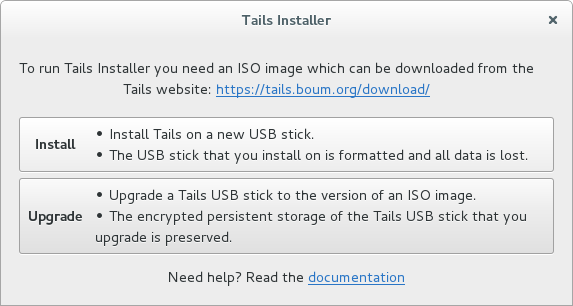 Tails Installer
To run Tails Installer you need an ISO image which can be downloaded from the
Tails website: https://tails.boum.org/download/
Install
• Install Tails on a new USB stick.
• The USB stick that you install on is formatted and all data is lost.
Upgrade
• Upgrade a Tails USB stick to the version of an ISO image.
• The encrypted persistent storage of the Tails USB stick that you
upgrade is preserved.
Need help? Read the documentation